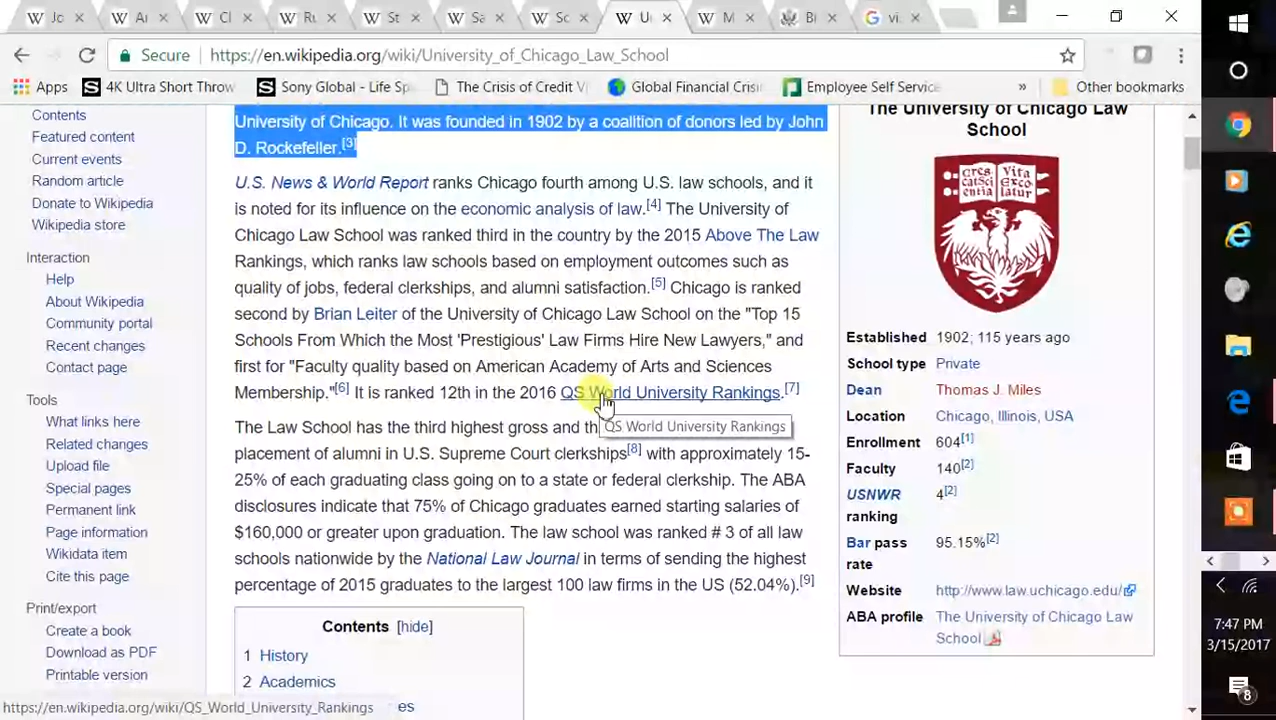 Jo
Ar
Cl
Ru
St
Sa
Sc
Ur
M
Bi
vi
Secure https://en.wikipedia.org/wiki/University_of_Chicago_Law_School
Apps
4K Ultra Short Throw
Sony Global - Life Sp
The Crisis of Credit V
Global Financial Crisi
Employee Self Service
»
Other bookmarks
Contents
Featured content
Current events
Random article
Donate to Wikipedia
Wikipedia store
Interaction
Help
About Wikipedia
Community portal
Recent changes
Contact page
Tools
What links here
Related changes
Upload file
Special pages
Permanent link
Page information
Wikidata item
Cite this page
Print/export
Create a book
Download as PDF
Printable version
University of Chicago. It was founded in 1902 by a coalition of donors led by John
D. Rockefeller.[3]
U.S. News & World Report ranks Chicago fourth among U.S. law schools, and it
is noted for its influence on the economic analysis of law.[4] The University of
Chicago Law School was ranked third in the country by the 2015 Above The Law
Rankings, which ranks law schools based on employment outcomes such as
quality of jobs, federal clerkships, and alumni satisfaction.[5] Chicago is ranked
second by Brian Leiter of the University of Chicago Law School on the "Top 15
Schools From Which the Most 'Prestigious' Law Firms Hire New Lawyers," and
first for "Faculty quality based on American Academy of Arts and Sciences
Membership."[6] It is ranked 12th in the 2016 QS World University Rankings.[7]
QS World University Rankings
The Law School has the third highest gross and th
placement of alumni in U.S. Supreme Court clerkships[8] with approximately 15-
25% of each graduating class going on to a state or federal clerkship. The ABA
disclosures indicate that 75% of Chicago graduates earned starting salaries of
$160,000 or greater upon graduation. The law school was ranked # 3 of all law
schools nationwide by the National Law Journal in terms of sending the highest
percentage of 2015 graduates to the largest 100 law firms in the US (52.04%).[9]
Contents [hide]
1 History
2 Academics
es
The University of Chicago Law
School
Established 1902; 115 years ago
School type Private
Dean Thomas J. Miles
Location Chicago, Illinois, USA
Enrollment 604[1]
Faculty 140[2]
USNWR 4[2]
ranking
Bar pass 95.15%[2]
rate
Website http://www.law.uchicago.edu/
ABA profile The University of Chicago Law
School
https://en.wikipedia.org/wiki/QS_World_University_Rankings
7:47 PM
3/15/2017
8